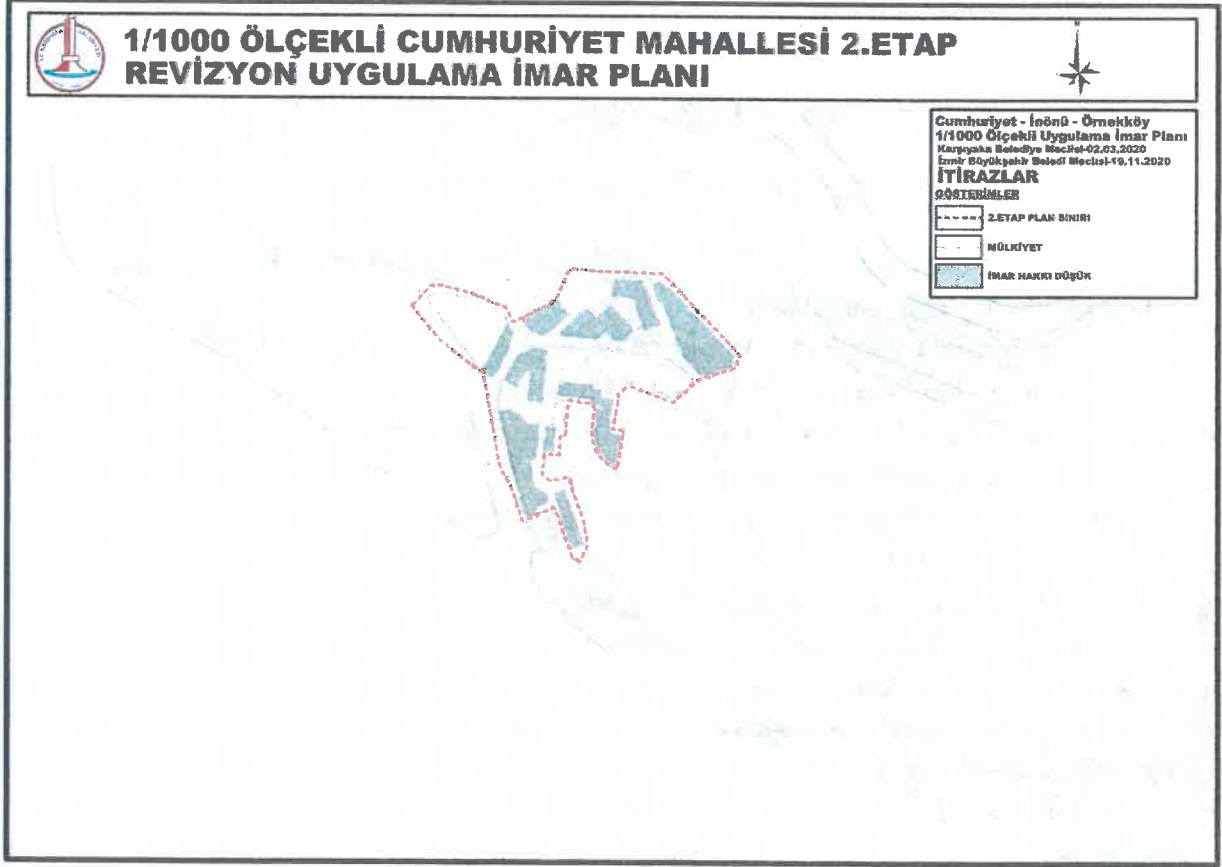 1/1000 ÖLÇEKLİ CUMHURİYET MAHALLESİ 2.ETAP
REVİZYON UYGULAMA İMAR PLANI
Cumhuriyet - İnönü - Örnekköy
1/1000 Ölçekli Uygulama İmar Planı
Karşıyaka Belediye Meclisi-02.03.2020
İzmir Büyükşehir Beledi Meclisi-19.11.2020
İTİRAZLAR
GÖSTERİMLER
2.ETAP PLAN SINIRI
MÜLKİYET
İMAR HAKKI DÜŞÜK